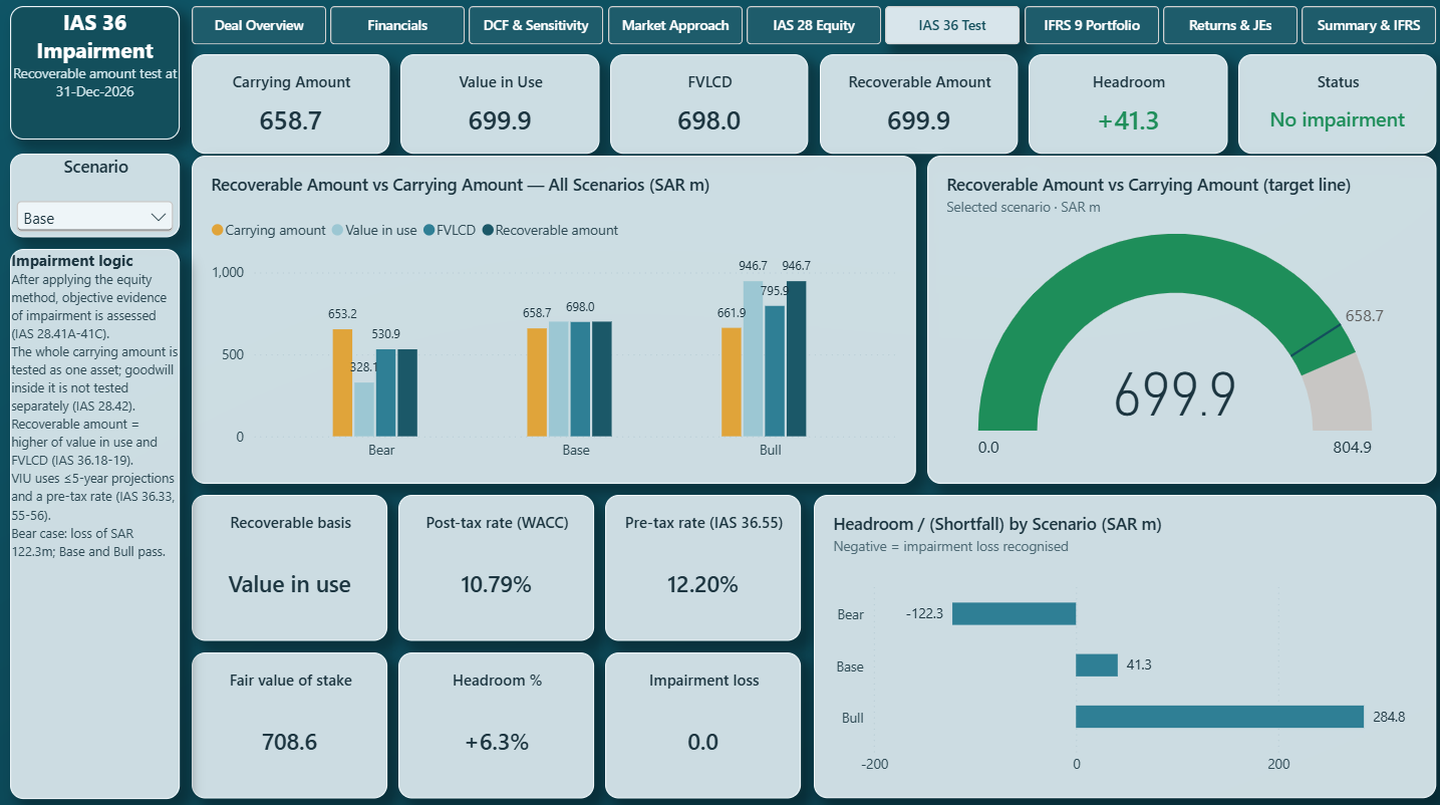 IAS 36
Impairment
Recoverable amount test at
31-Dec-2026
Deal Overview
Financials
DCF & Sensitivity
Market Approach
IAS 28 Equity
IAS 36 Test
IFRS 9 Portfolio
Returns & JEs
Summary & IFRS
Carrying Amount
658.7
Value in Use
699.9
FVLCD
698.0
Recoverable Amount
699.9
Headroom
+41.3
Status
No impairment
Scenario
Base
Impairment logic
After applying the equity
method, objective evidence
of impairment is assessed
(IAS 28.41A-41C).
The whole carrying amount is
tested as one asset; goodwill
inside it is not tested
separately (IAS 28.42).
Recoverable amount =
higher of value in use and
FVLCD (IAS 36.18-19).
VIU uses ≤5-year projections
and a pre-tax rate (IAS 36.33,
55-56).
Bear case: loss of SAR
122.3m; Base and Bull pass.
Recoverable Amount vs Carrying Amount — All Scenarios (SAR m)
Carrying amount Value in use FVLCD Recoverable amount
1,000
500
0
653.2
328.1
530.9
658.7
698.0
661.9
946.7
795.9
946.7
Bear
Base
Bull
Recoverable Amount vs Carrying Amount (target line)
Selected scenario · SAR m
658.7
699.9
0.0
804.9
Recoverable basis
Value in use
Post-tax rate (WACC)
10.79%
Pre-tax rate (IAS 36.55)
12.20%
Fair value of stake
708.6
Headroom %
+6.3%
Impairment loss
0.0
Headroom / (Shortfall) by Scenario (SAR m)
Negative = impairment loss recognised
Bear
-122.3
Base
41.3
Bull
284.8
-200
0
200